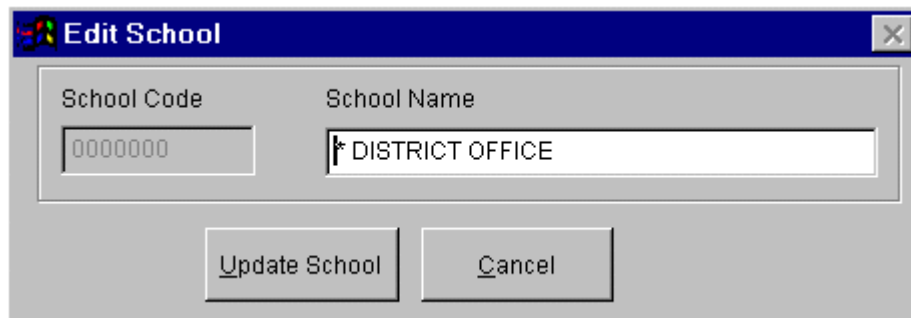 Edit School
School Code School Name
0000000 * DISTRICT OFFICE
Update School Cancel